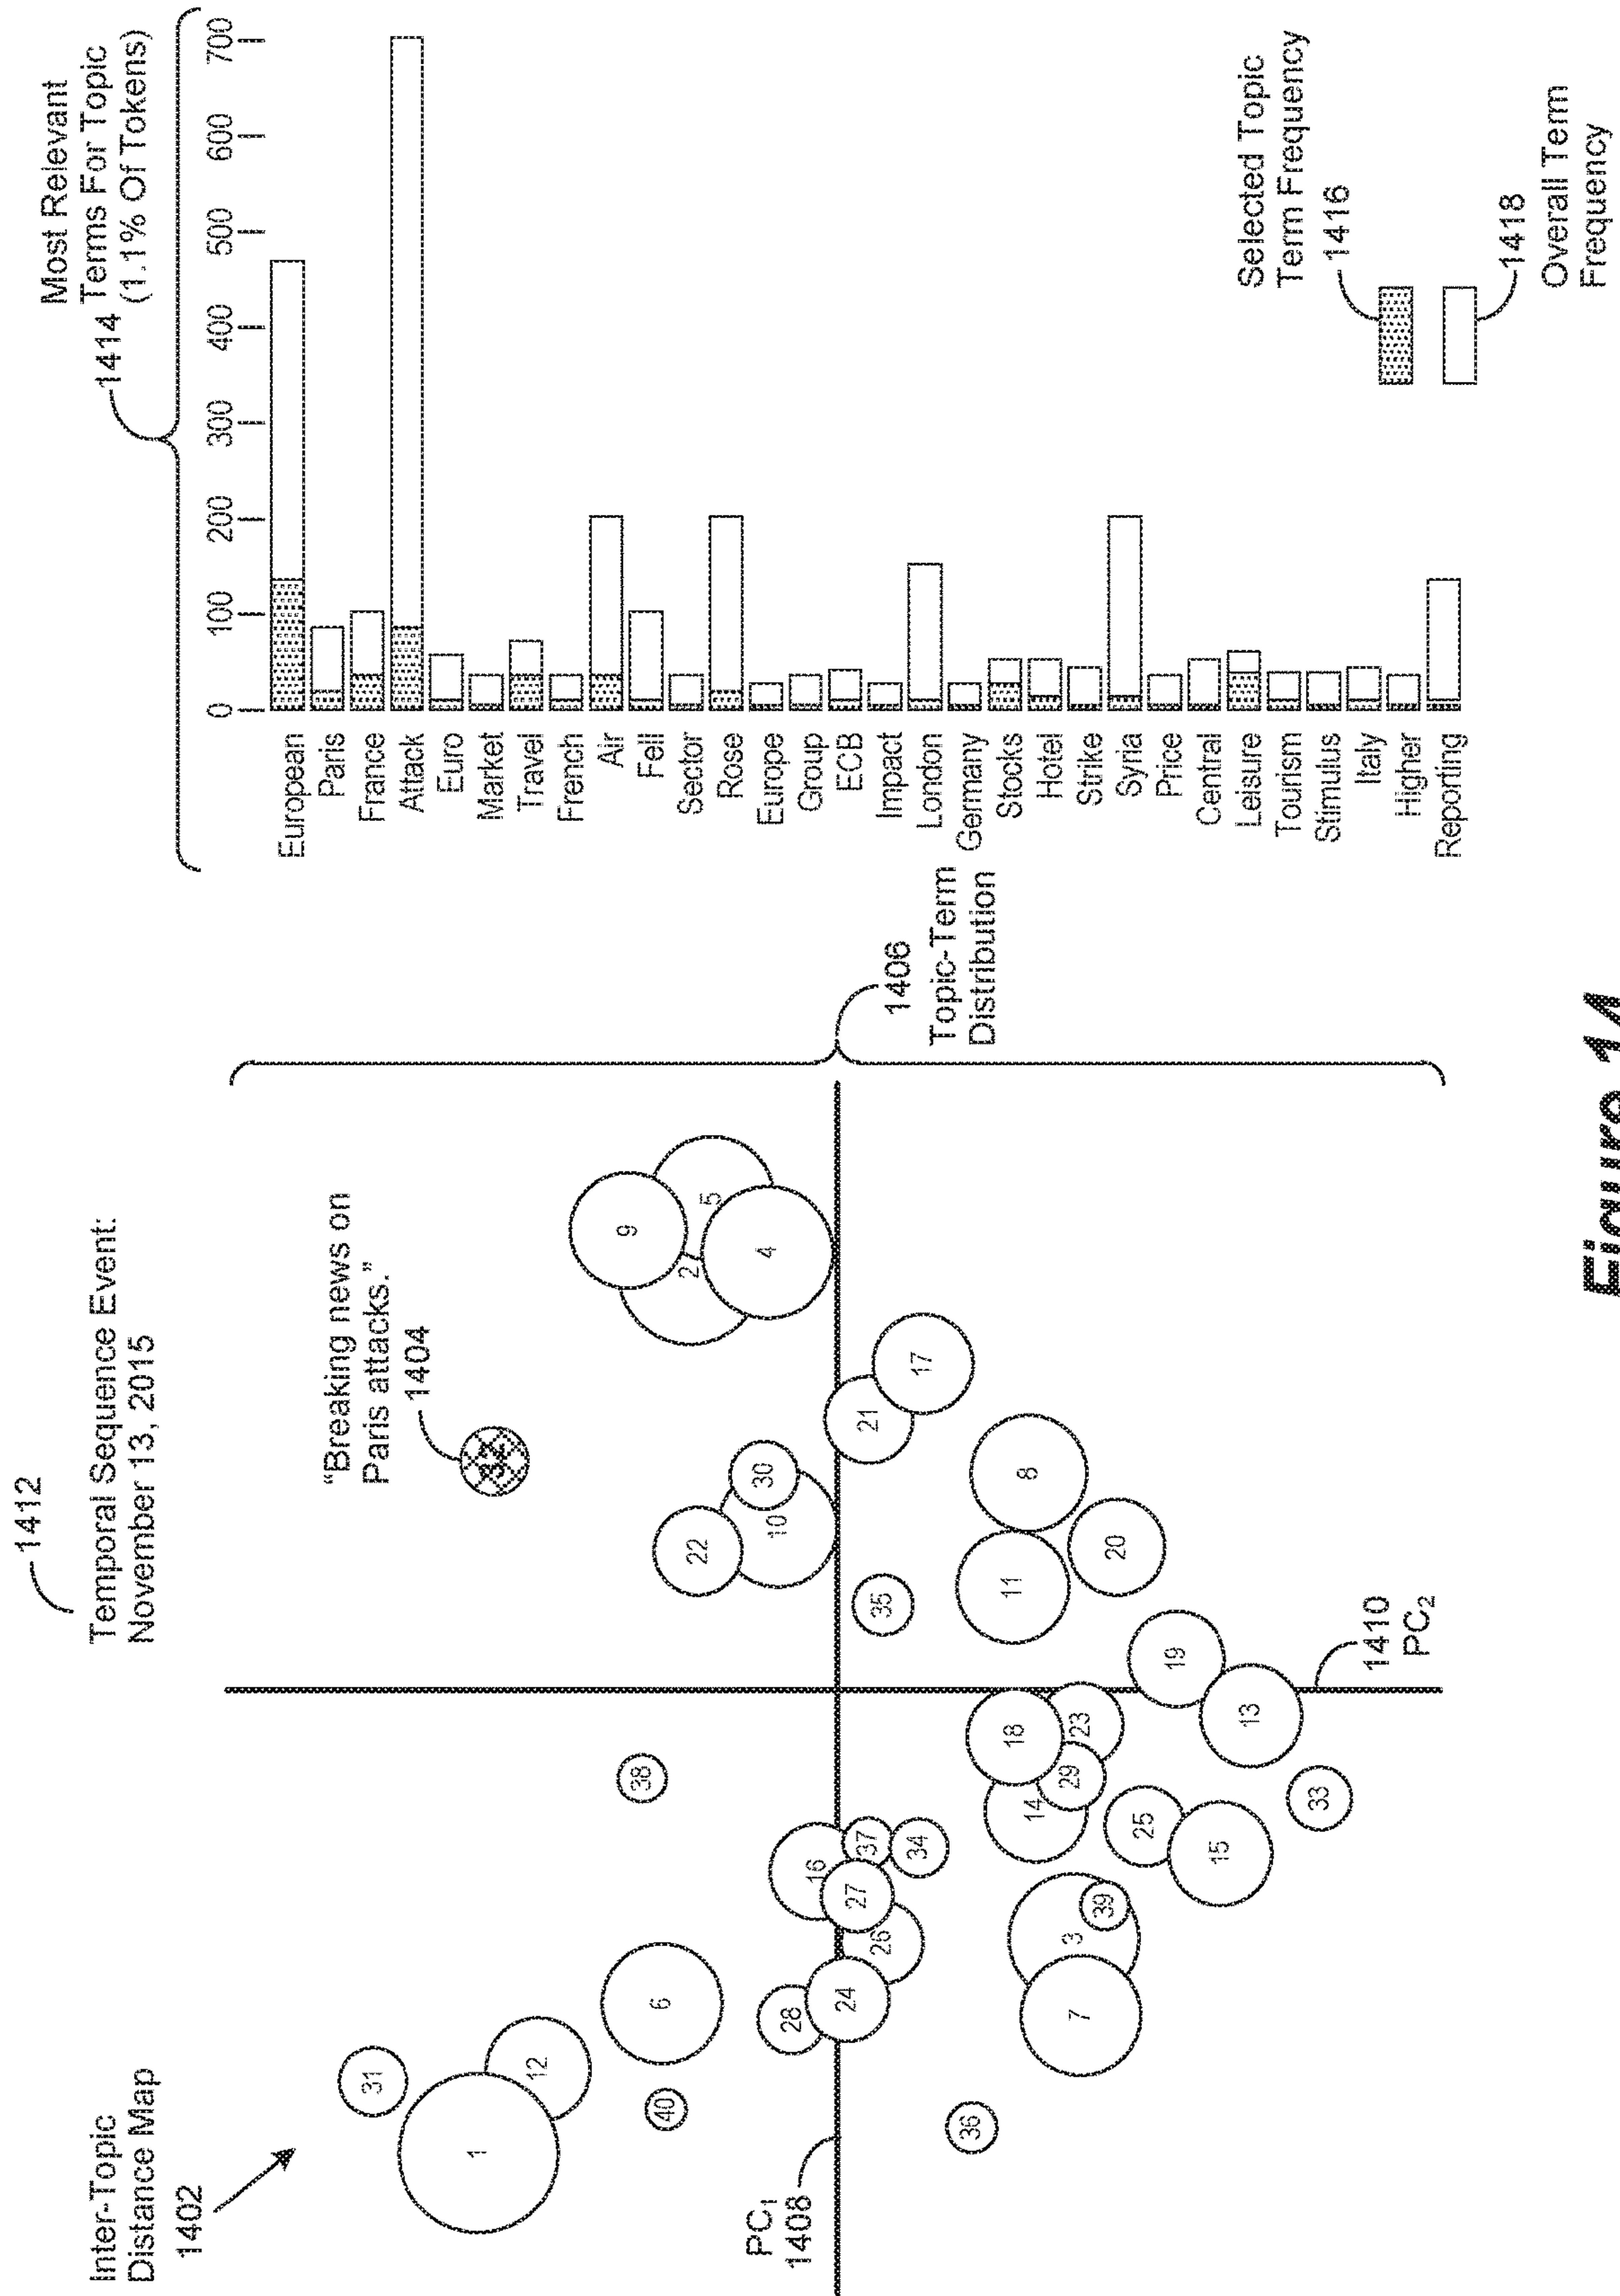 1412
Temporal Sequence Event:
November 13, 2015
Inter-Topic
Distance Map
1402
"Breaking news on
Paris attacks."
1404
32
31
1
12
40
6
38
28
24
16
27
26
37
34
36
22
30
10
35
9
5
2
4
21
17
8
11
20
19
13
18
23
29
14
25
15
33
3
39
7
PC1
1408
1410
PC2
1406
Topic-Term
Distribution
Most Relevant
1414 Terms For Topic
(1.1% Of Tokens)
0 100 200 300 400 500 600 700
European
Paris
France
Attack
Euro
Market
Travel
French
Air
Fell
Sector
Rose
Europe
Group
ECB
Impact
London
Germany
Stocks
Hotel
Strike
Syria
Price
Central
Leisure
Tourism
Stimulus
Italy
Higher
Reporting
Selected Topic
Term Frequency
1416
1418
Overall Term
Frequency
Figure 14